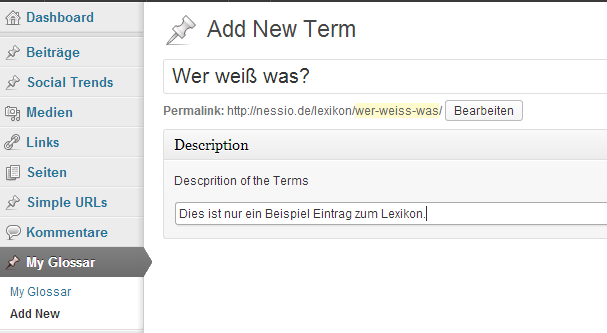 Dashboard
Beiträge
Social Trends
Medien
Links
Seiten
Simple URLs
Kommentare
My Glossar
My Glossar
Add New
Add New Term
Wer weiß was?
Permalink: http://nessio.de/lexikon/wer-weiss-was/ Bearbeiten
Description
Descprition of the Terms
Dies ist nur ein Beispiel Eintrag zum Lexikon.